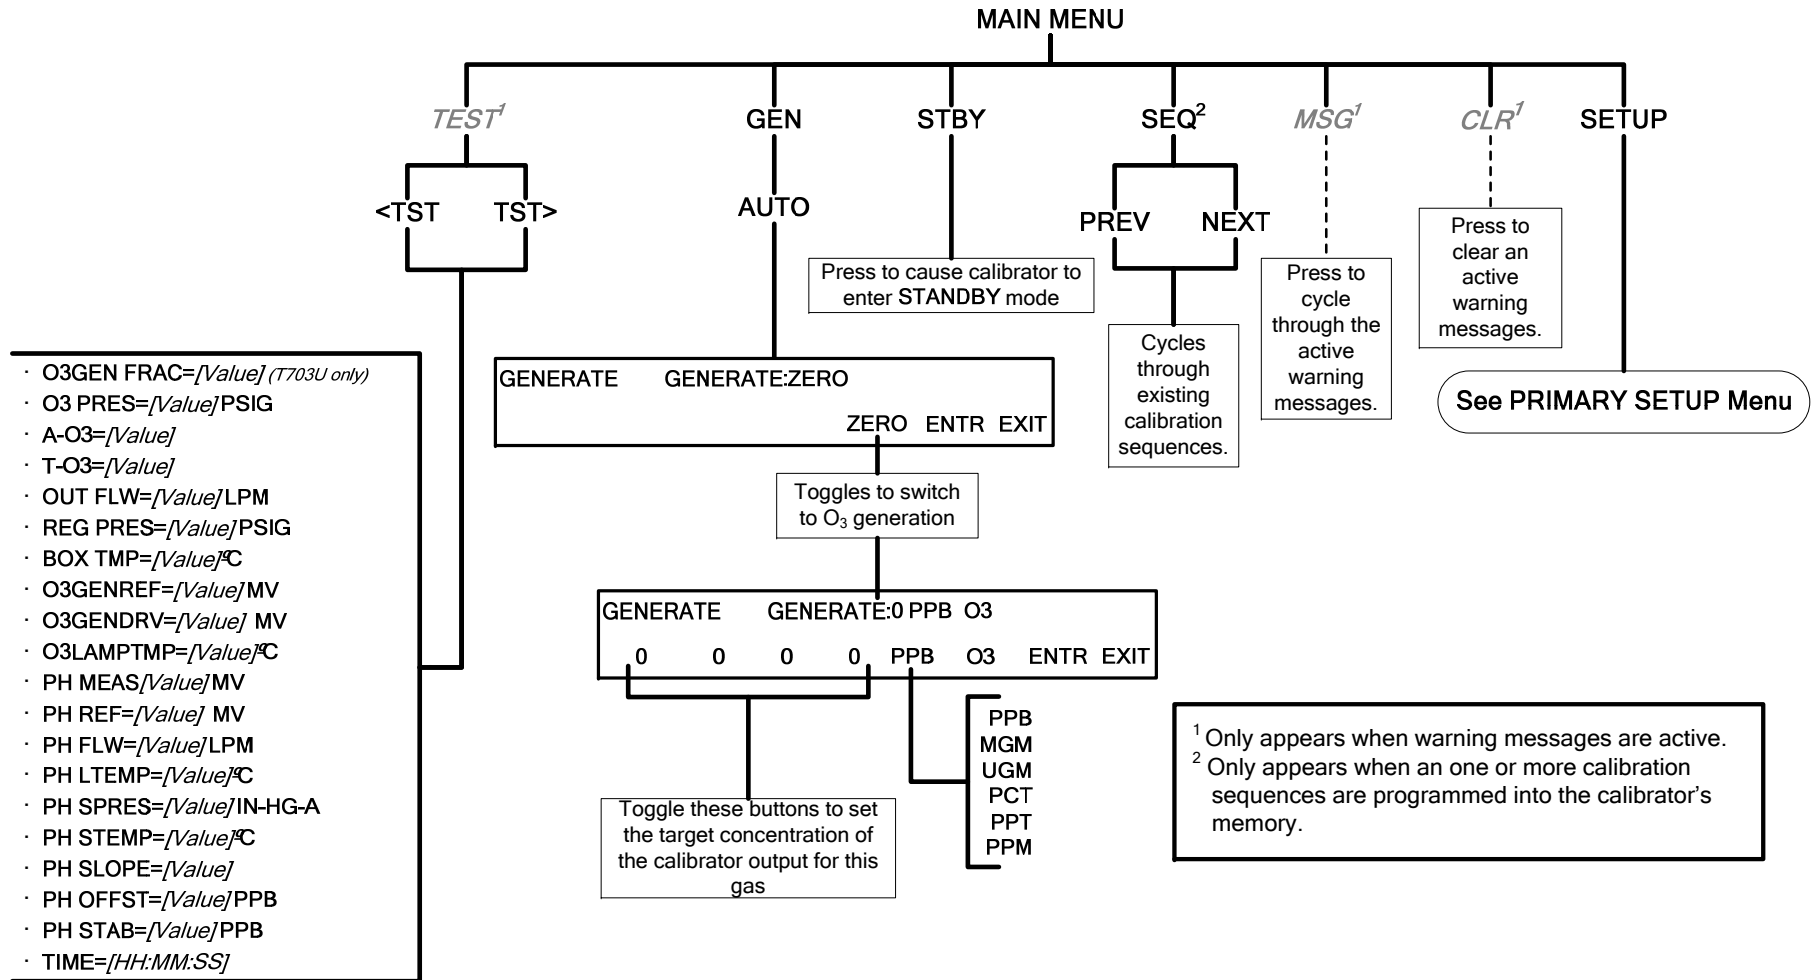 MAIN MENU
TEST¹ GEN STBY SEQ² MSG¹ CLR¹ SETUP
<TST TST>
AUTO
PREV NEXT
Press to cause calibrator to
enter STANDBY mode
Cycles
through
existing
calibration
sequences.
Press to
cycle
through the
active
warning
messages.
Press to
clear an
active
warning
messages.
See PRIMARY SETUP Menu
· O3GEN FRAC=[Value] (T703U only)
· O3 PRES=[Value] PSIG
· A-O3=[Value]
· T-O3=[Value]
· OUT FLW=[Value] LPM
· REG PRES=[Value] PSIG
· BOX TMP=[Value]ºC
· O3GENREF=[Value] MV
· O3GENDRV=[Value] MV
· O3LAMPTMP=[Value]ºC
· PH MEAS[Value] MV
· PH REF=[Value] MV
· PH FLW=[Value] LPM
· PH LTEMP=[Value]ºC
· PH SPRES=[Value] IN-HG-A
· PH STEMP=[Value]ºC
· PH SLOPE=[Value]
· PH OFFST=[Value] PPB
· PH STAB=[Value] PPB
· TIME=[HH:MM:SS]
GENERATE GENERATE:ZERO
ZERO ENTR EXIT
Toggles to switch
to O₃ generation
GENERATE GENERATE:0 PPB O3
0 0 0 0 PPB O3 ENTR EXIT
PPB
MGM
UGM
PCT
PPT
PPM
Toggle these buttons to set
the target concentration of
the calibrator output for this
gas
¹ Only appears when warning messages are active.
² Only appears when an one or more calibration
sequences are programmed into the calibrator's
memory.